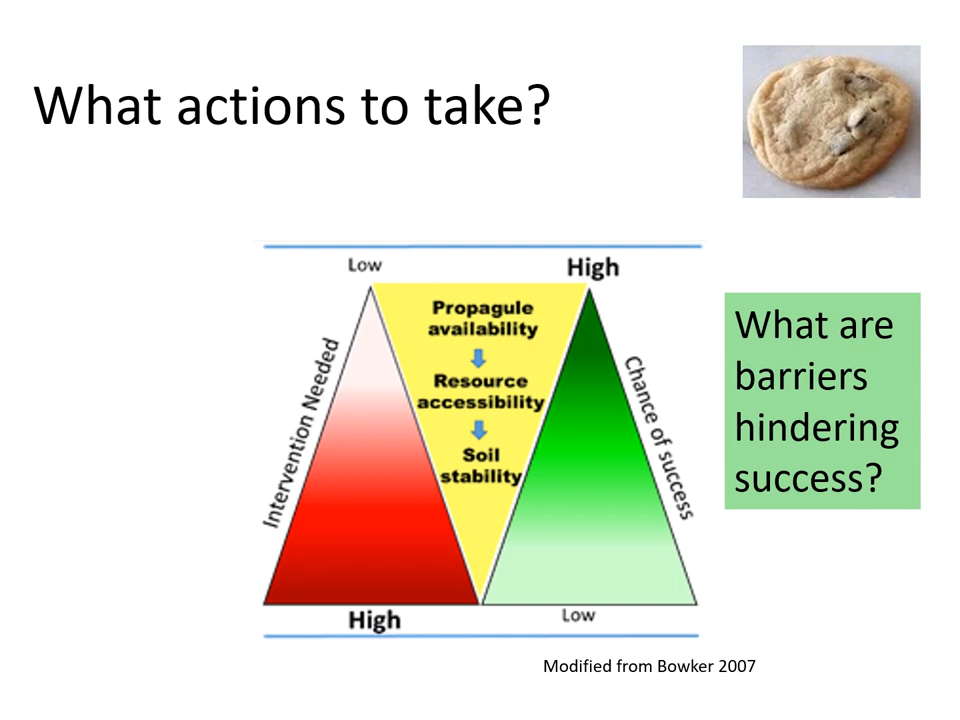 What actions to take?
Low
High
Propagule
availability
Resource
accessibility
Soil
stability
Intervention Needed
Chance of success
High
Low
What are
barriers
hindering
success?
Modified from Bowker 2007